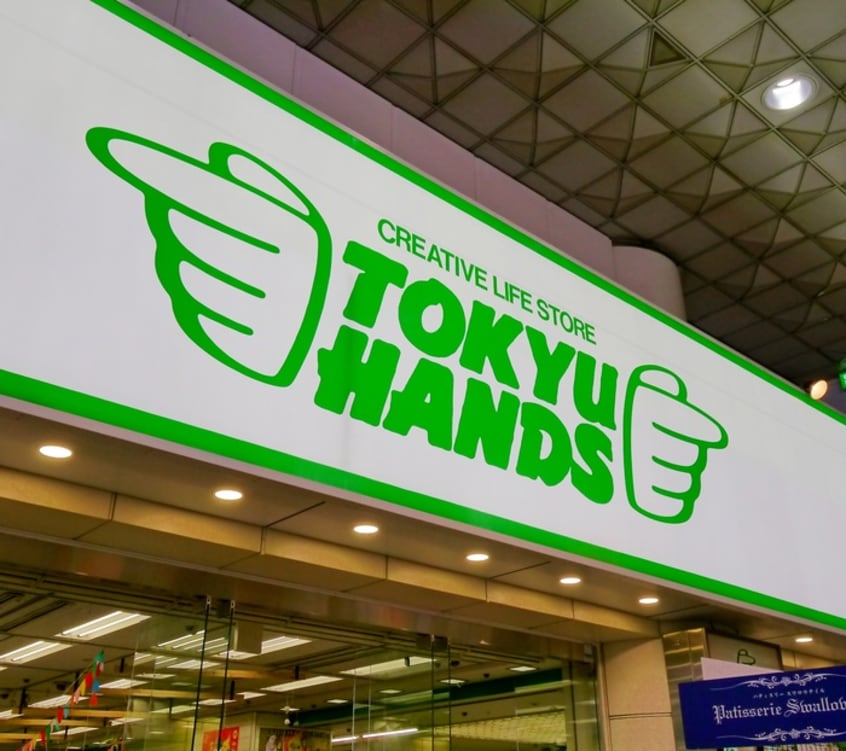 CREATIVE LIFE STORE
TOKYU
HANDS
Patisserie Swallow